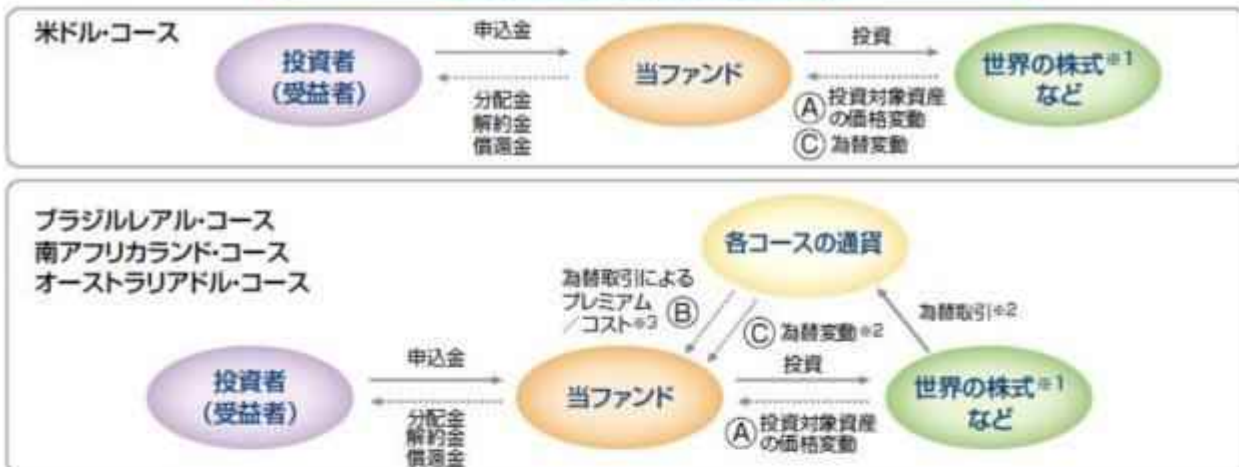 米ドル・コース
投資者
(受益者)
申込金
分配金
解約金
償還金
当ファンド
投資
Ⓐ投資対象資産
の価格変動
Ⓒ為替変動
世界の株式※1
など
ブラジルレアル・コース
南アフリカランド・コース
オーストラリアドル・コース
各コースの通貨
為替取引による
プレミアム
／コスト※3 Ⓑ
Ⓒ為替変動※2
為替取引※2
投資者
(受益者)
申込金
分配金
解約金
償還金
当ファンド
投資
Ⓐ投資対象資産
の価格変動
世界の株式※1
など